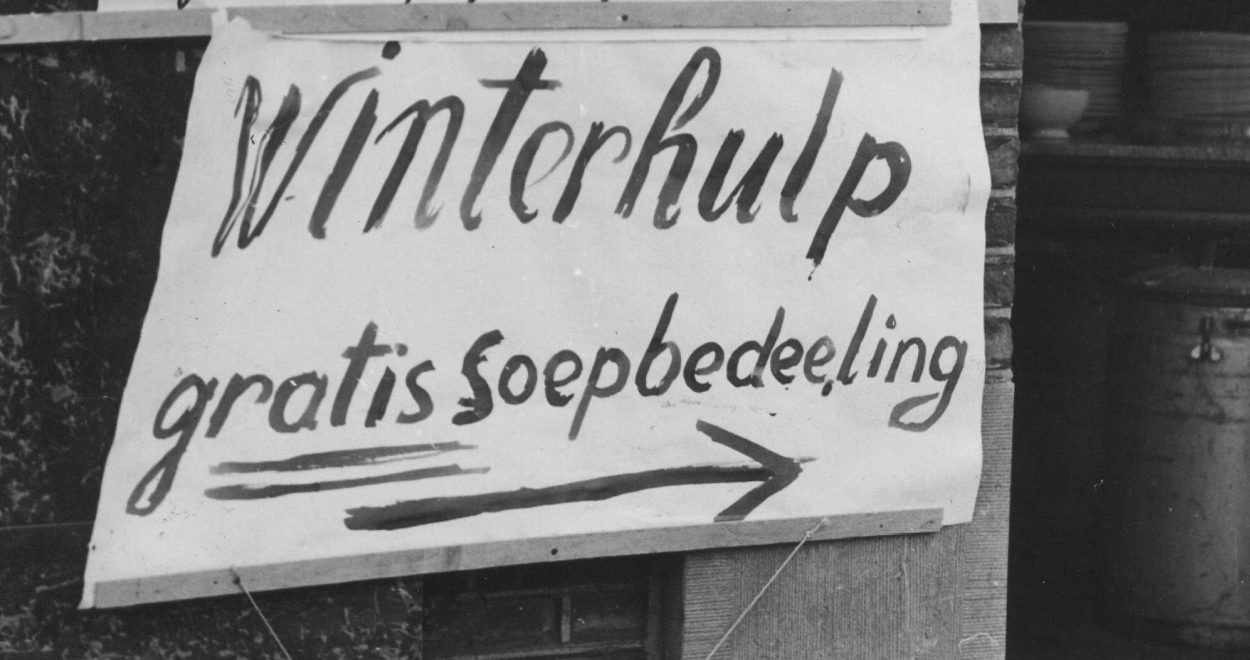 Winterhulp
gratis soepbedeeling